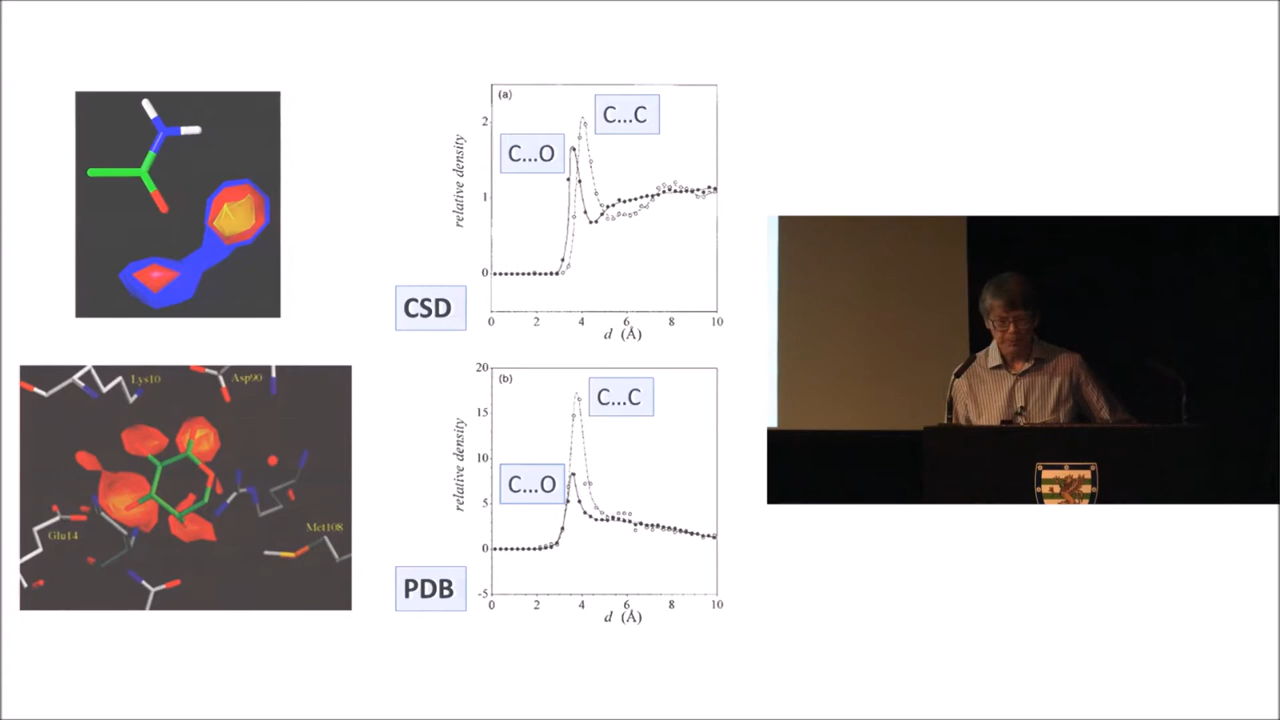 (a)
C...C
C...O
relative density
2
1
0
0 2 4 6 8 10
d (Å)
CSD
Lys10
Asp90
Glu14
Met108
(b)
C...C
C...O
relative density
20
15
10
5
0
-5
0 2 4 6 8 10
d (Å)
PDB